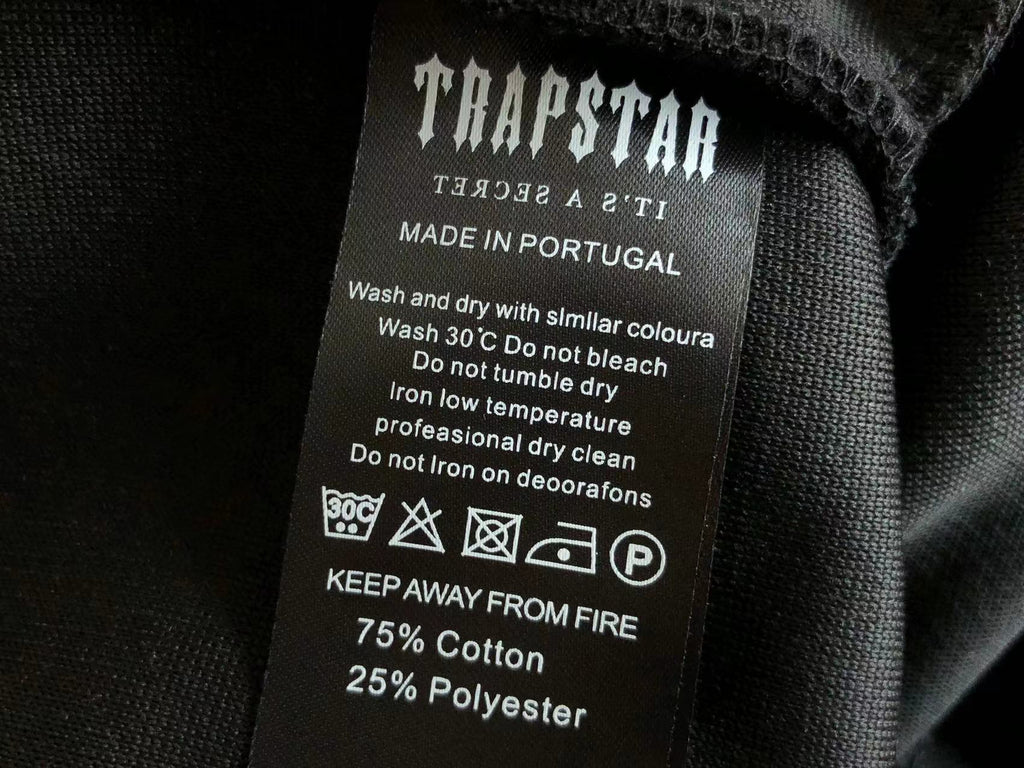 TRAPSTAR
IT'S A SECRET
MADE IN PORTUGAL
Wash and dry with slmllar coloura
Wash 30°C Do not bleach
Do not tumble dry
Iron low temperature
profeasional dry clean
Do not Iron on deoorafons
30C P
KEEP AWAY FROM FIRE
75% Cotton
25% Polyester